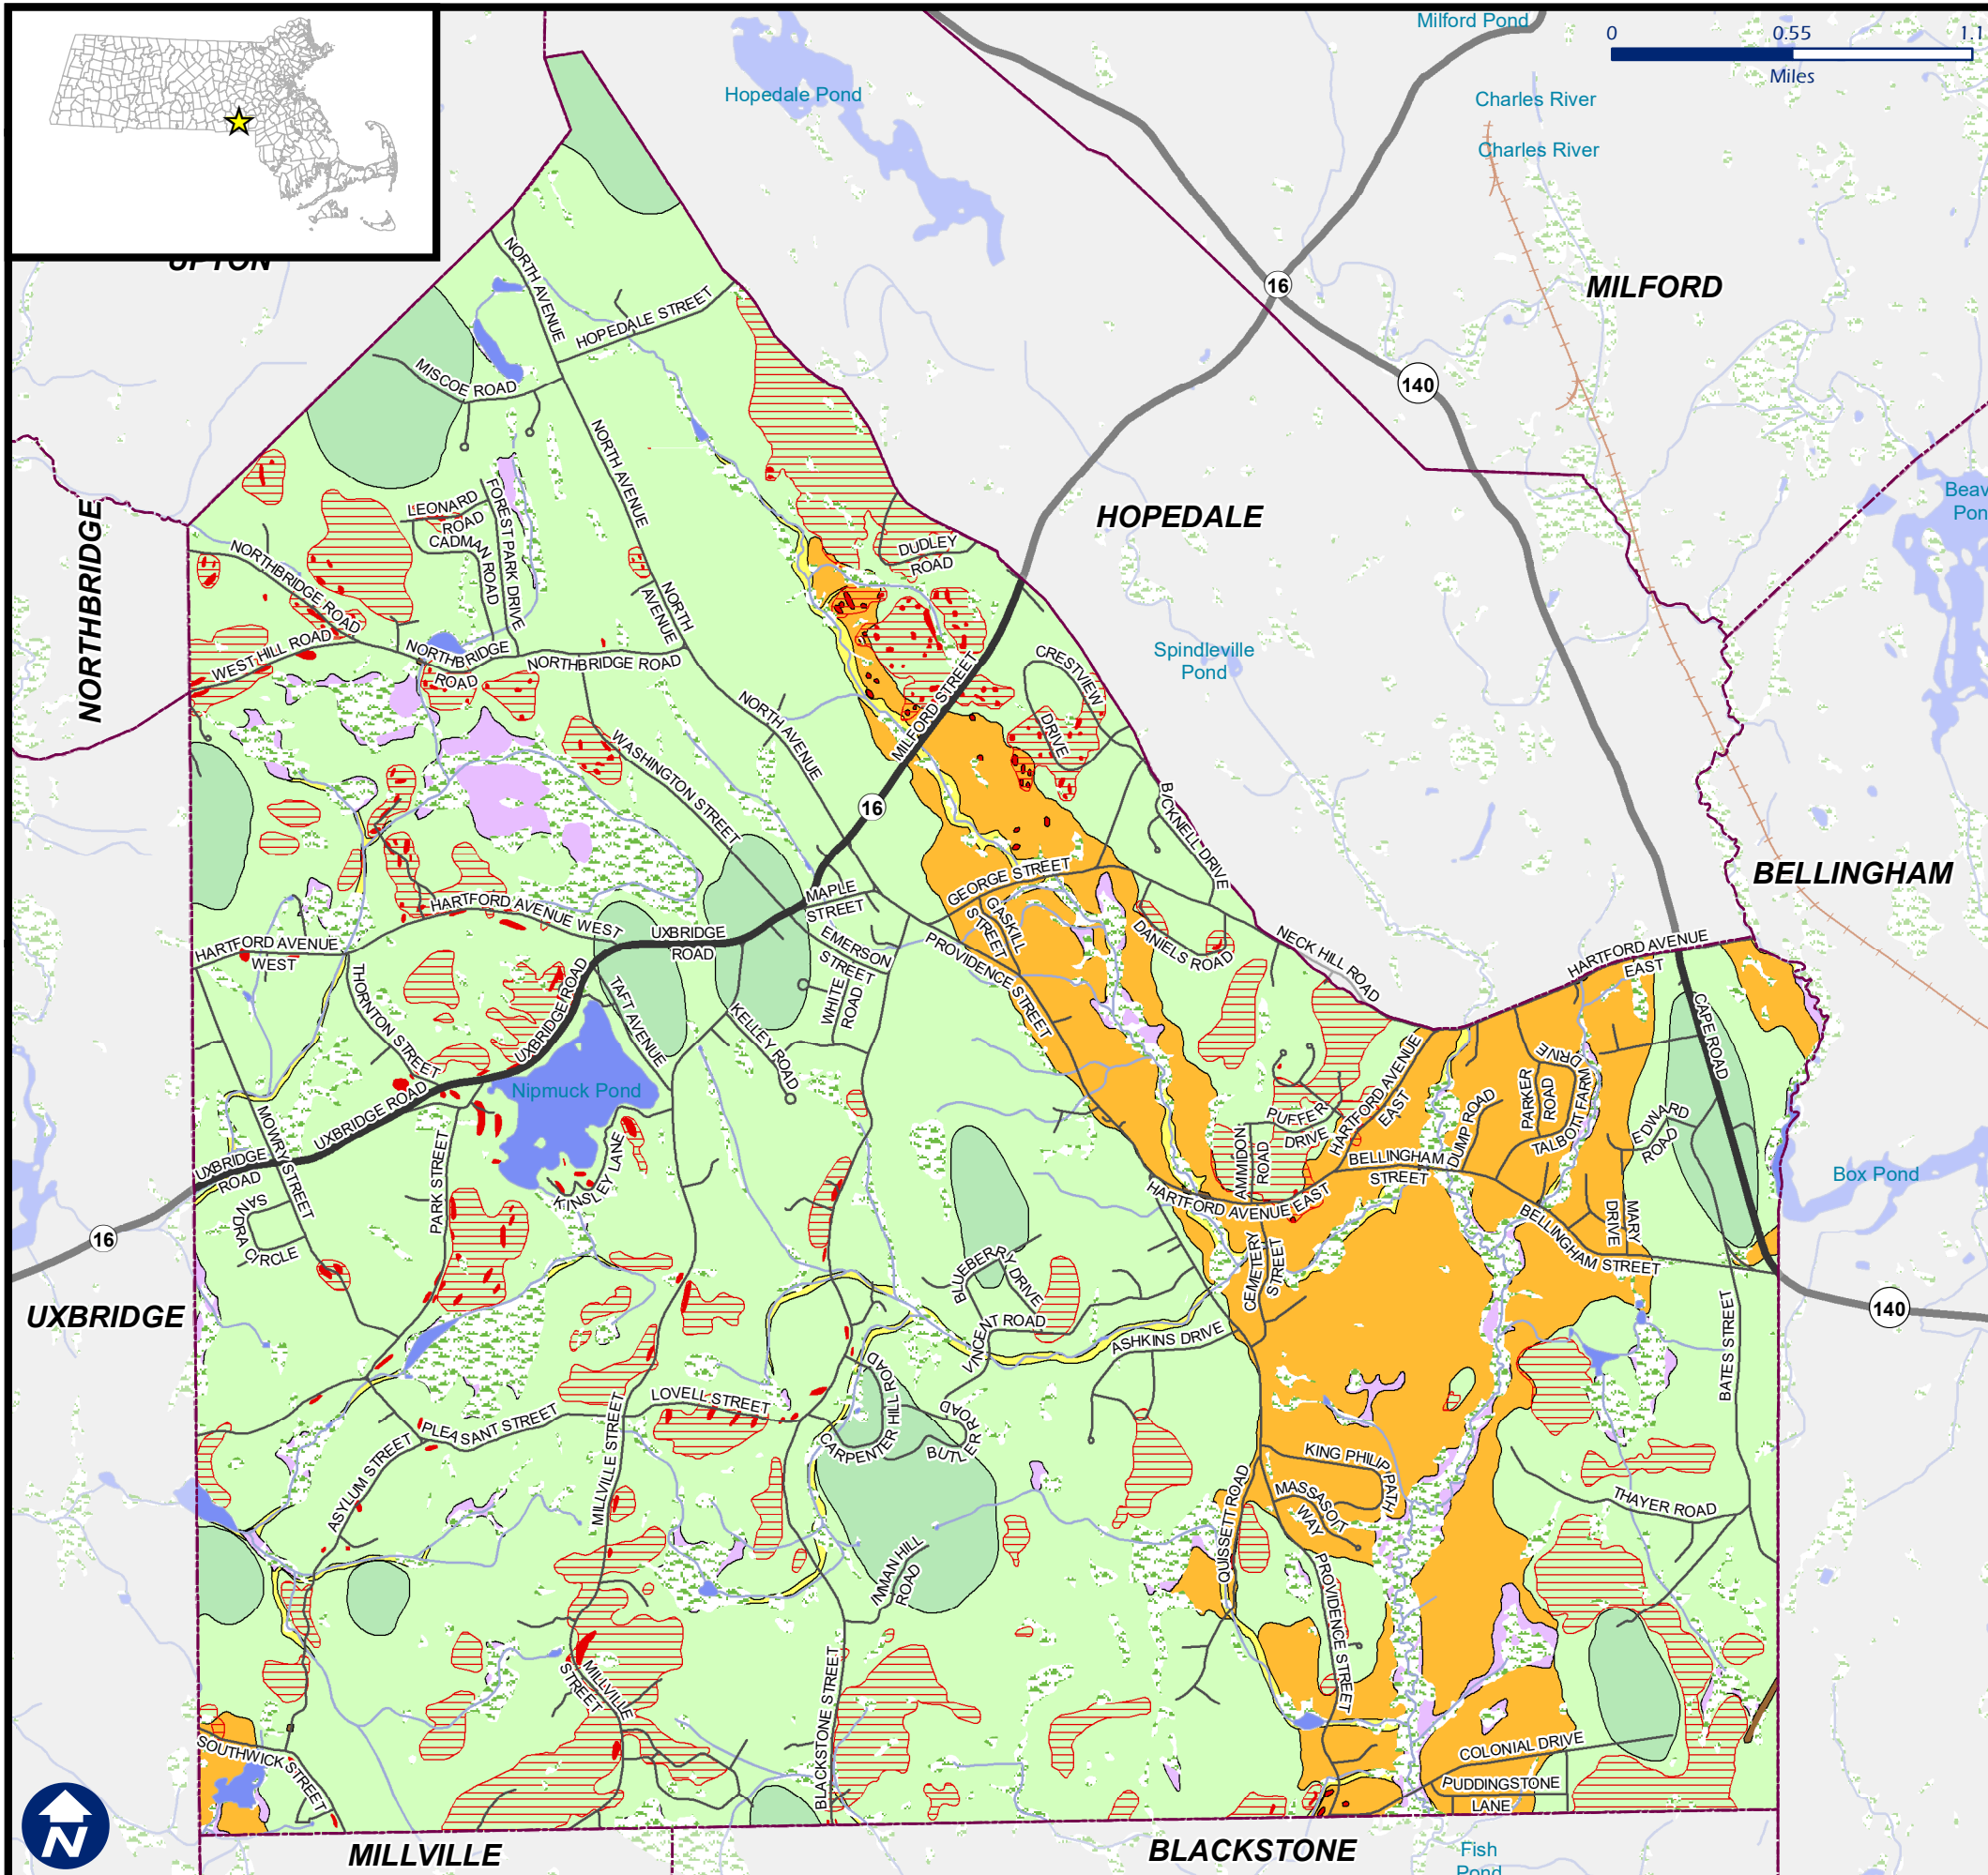 Milford Pond
0 0.55 1.1
Miles
Hopedale Pond
Charles River
Charles River
UPTON
MILFORD
16
140
NORTH AVENUE
HOPEDALE STREET
MISCOE ROAD
NORTH AVENUE
NORTHBRIDGE
HOPEDALE
LEONARD
ROAD
CADMAN ROAD
FOREST PARK DRIVE
NORTHBRIDGE ROAD
DUDLEY
ROAD
NORTH
AVENUE
WEST HILL ROAD
NORTHBRIDGE
ROAD
NORTHBRIDGE ROAD
Spindleville
Pond
CRESTVIEW
DRIVE
MILFORD STREET
NORTH AVENUE
WASHINGTON STREET
16
BICKNELL DRIVE
BELLINGHAM
GEORGE STREET
MAPLE
STREET
HARTFORD AVENUE WEST
UXBRIDGE
ROAD
EMERSON
STREET
GASKILL
STREET
PROVIDENCE STREET
DANIELS ROAD
NECK HILL ROAD
HARTFORD AVENUE
EAST
HARTFORD AVENUE
WEST
THORNTON STREET
UXBRIDGE ROAD
TAFT AVENUE
WHITE
ROAD
KELLEY ROAD
CAPE ROAD
Nipmuck Pond
UXBRIDGE ROAD
MOWRY STREET
UXBRIDGE
ROAD
PARK STREET
KINSLEY LANE
PUFFER
DRIVE
HARTFORD AVENUE
EAST
AMMIDON
ROAD
DUMP ROAD
PARKER
ROAD
DRIVE
TALBOT FARM
EDWARD
ROAD
BELLINGHAM
STREET
Box Pond
SANDRA CIRCLE
HARTFORD AVENUE EAST
CEMETERY
STREET
BELLINGHAM STREET
MARY
DRIVE
16
UXBRIDGE
BLUEBERRY DRIVE
VINCENT ROAD
ASHKINS DRIVE
140
BATES STREET
LOVELL STREET
PLEASANT STREET
ASYLUM STREET
MILLVILLE STREET
CARPENTER HILL ROAD
BUTLER ROAD
KING PHILIP PATH
MASSASOIT
WAY
QUISSETT ROAD
PROVIDENCE STREET
THAYER ROAD
INMAN HILL
ROAD
MILLVILLE
STREET
BLACKSTONE STREET
SOUTHWICK STREET
COLONIAL DRIVE
PUDDINGSTONE
LANE
N
MILLVILLE
BLACKSTONE
Fish
Pond